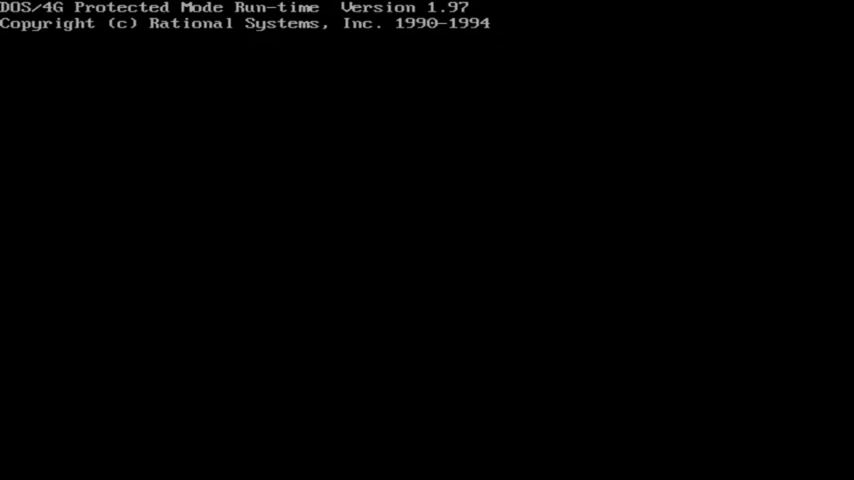 DOS/4G Protected Mode Run-time  Version 1.97
Copyright (c) Rational Systems, Inc. 1990-1994